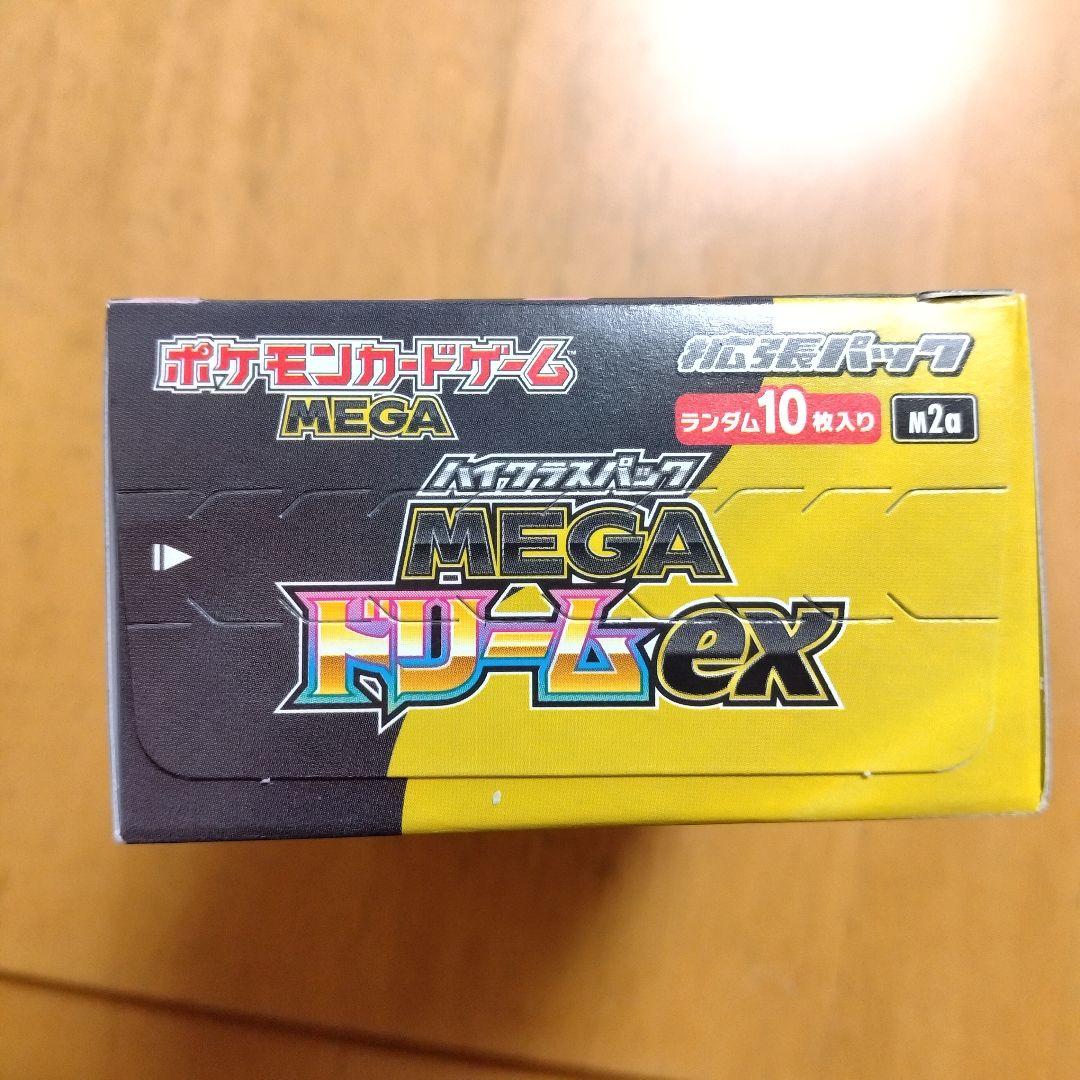 ポケモンカードゲーム™
MEGA
拡張パック
ランダム10枚入り
M2a
ハイクラスパック
MEGA
ドリームex